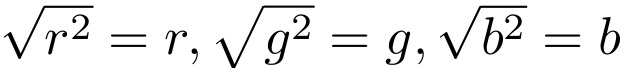 √r² = r, √g² = g, √b² = b